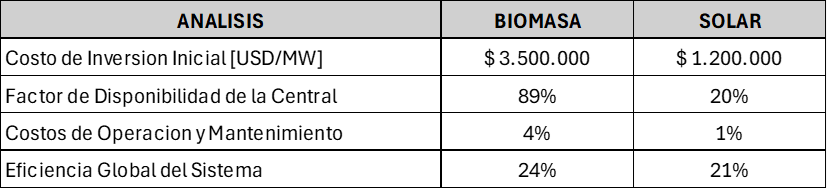 ANALISIS BIOMASA SOLAR
Costo de Inversion Inicial [USD/MW] $ 3.500.000 $ 1.200.000
Factor de Disponibilidad de la Central 89% 20%
Costos de Operacion y Mantenimiento 4% 1%
Eficiencia Global del Sistema 24% 21%